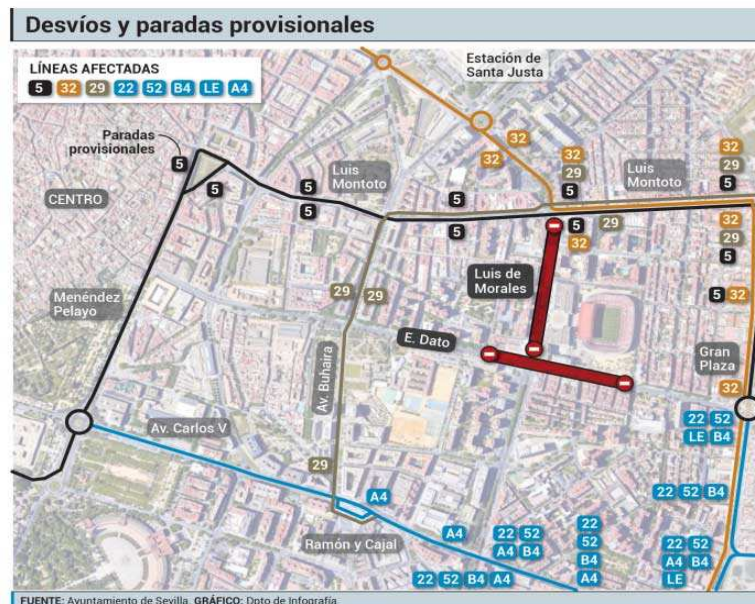 Desvíos y paradas provisionales
LÍNEAS AFECTADAS
5 32 29 22 52 B4 LE A4
Estación de
Santa Justa
Paradas
provisionales
5
5
CENTRO
Luis
Montoto
5
5
32
32
32
29
5
Luis
Montoto
32
29
5
5
5
29
5
32
32
29
5
5 32
Menéndez
Pelayo
29 29
Luis de
Morales
E. Dato
Gran
Plaza
32
Av. Buhaira
Av. Carlos V
22 52
LE B4
29
A4
22 52 B4
Ramón y Cajal
A4
22 52
A4 B4
22
52
B4
A4
22 52
A4 B4
LE
22 52 B4 A4
FUENTE: Ayuntamiento de Sevilla. GRÁFICO: Dpto de Infografía